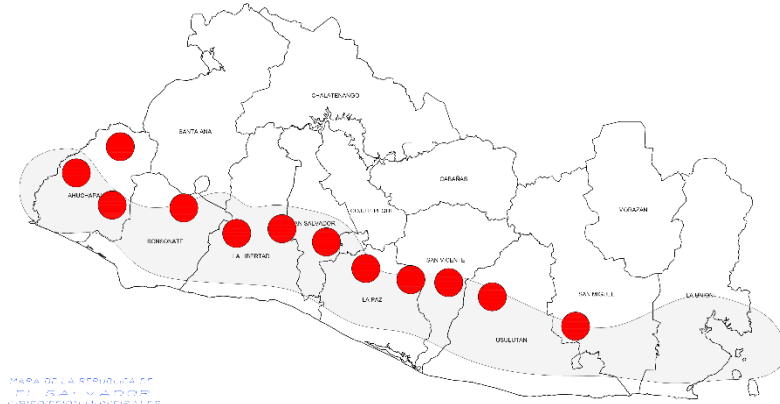 CHALATENANGO
SANTA ANA
CABAÑAS
AHUCHAPAN
MORAZAN
SAN SALVADOR
SONSONATE
LA LIBERTAD
SAN VICENTE
SAN MIGUEL
LA UNION
LA PAZ
USULUTAN
MAPA DE LA REPUBLICA DE
EL SALVADOR